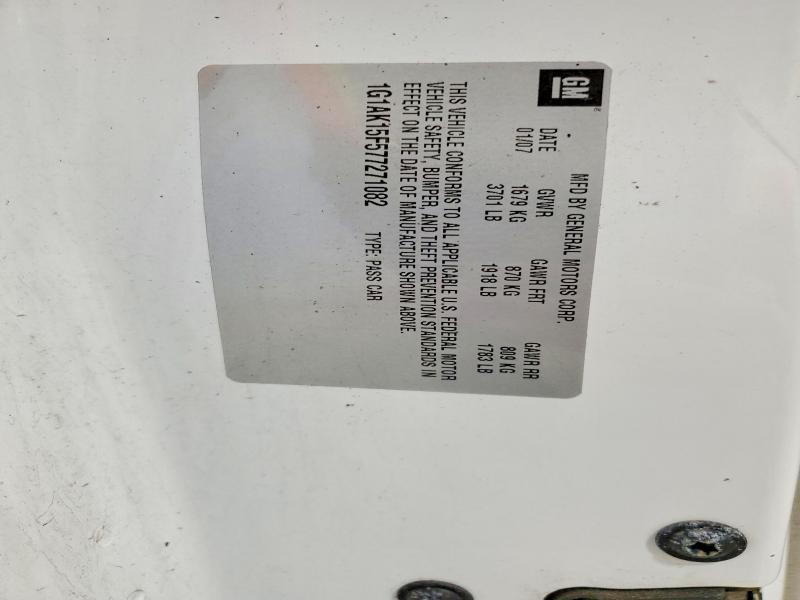 GM
MFD BY GENERAL MOTORS CORP.
DATE GVWR GAWR FRT GAWR RR
01/07 1679 KG 870 KG 809 KG
3701 LB 1918 LB 1783 LB
THIS VEHICLE CONFORMS TO ALL APPLICABLE U.S. FEDERAL MOTOR
VEHICLE SAFETY, BUMPER, AND THEFT PREVENTION STANDARDS IN
EFFECT ON THE DATE OF MANUFACTURE SHOWN ABOVE.
1G1AK15F577271082 TYPE: PASS CAR